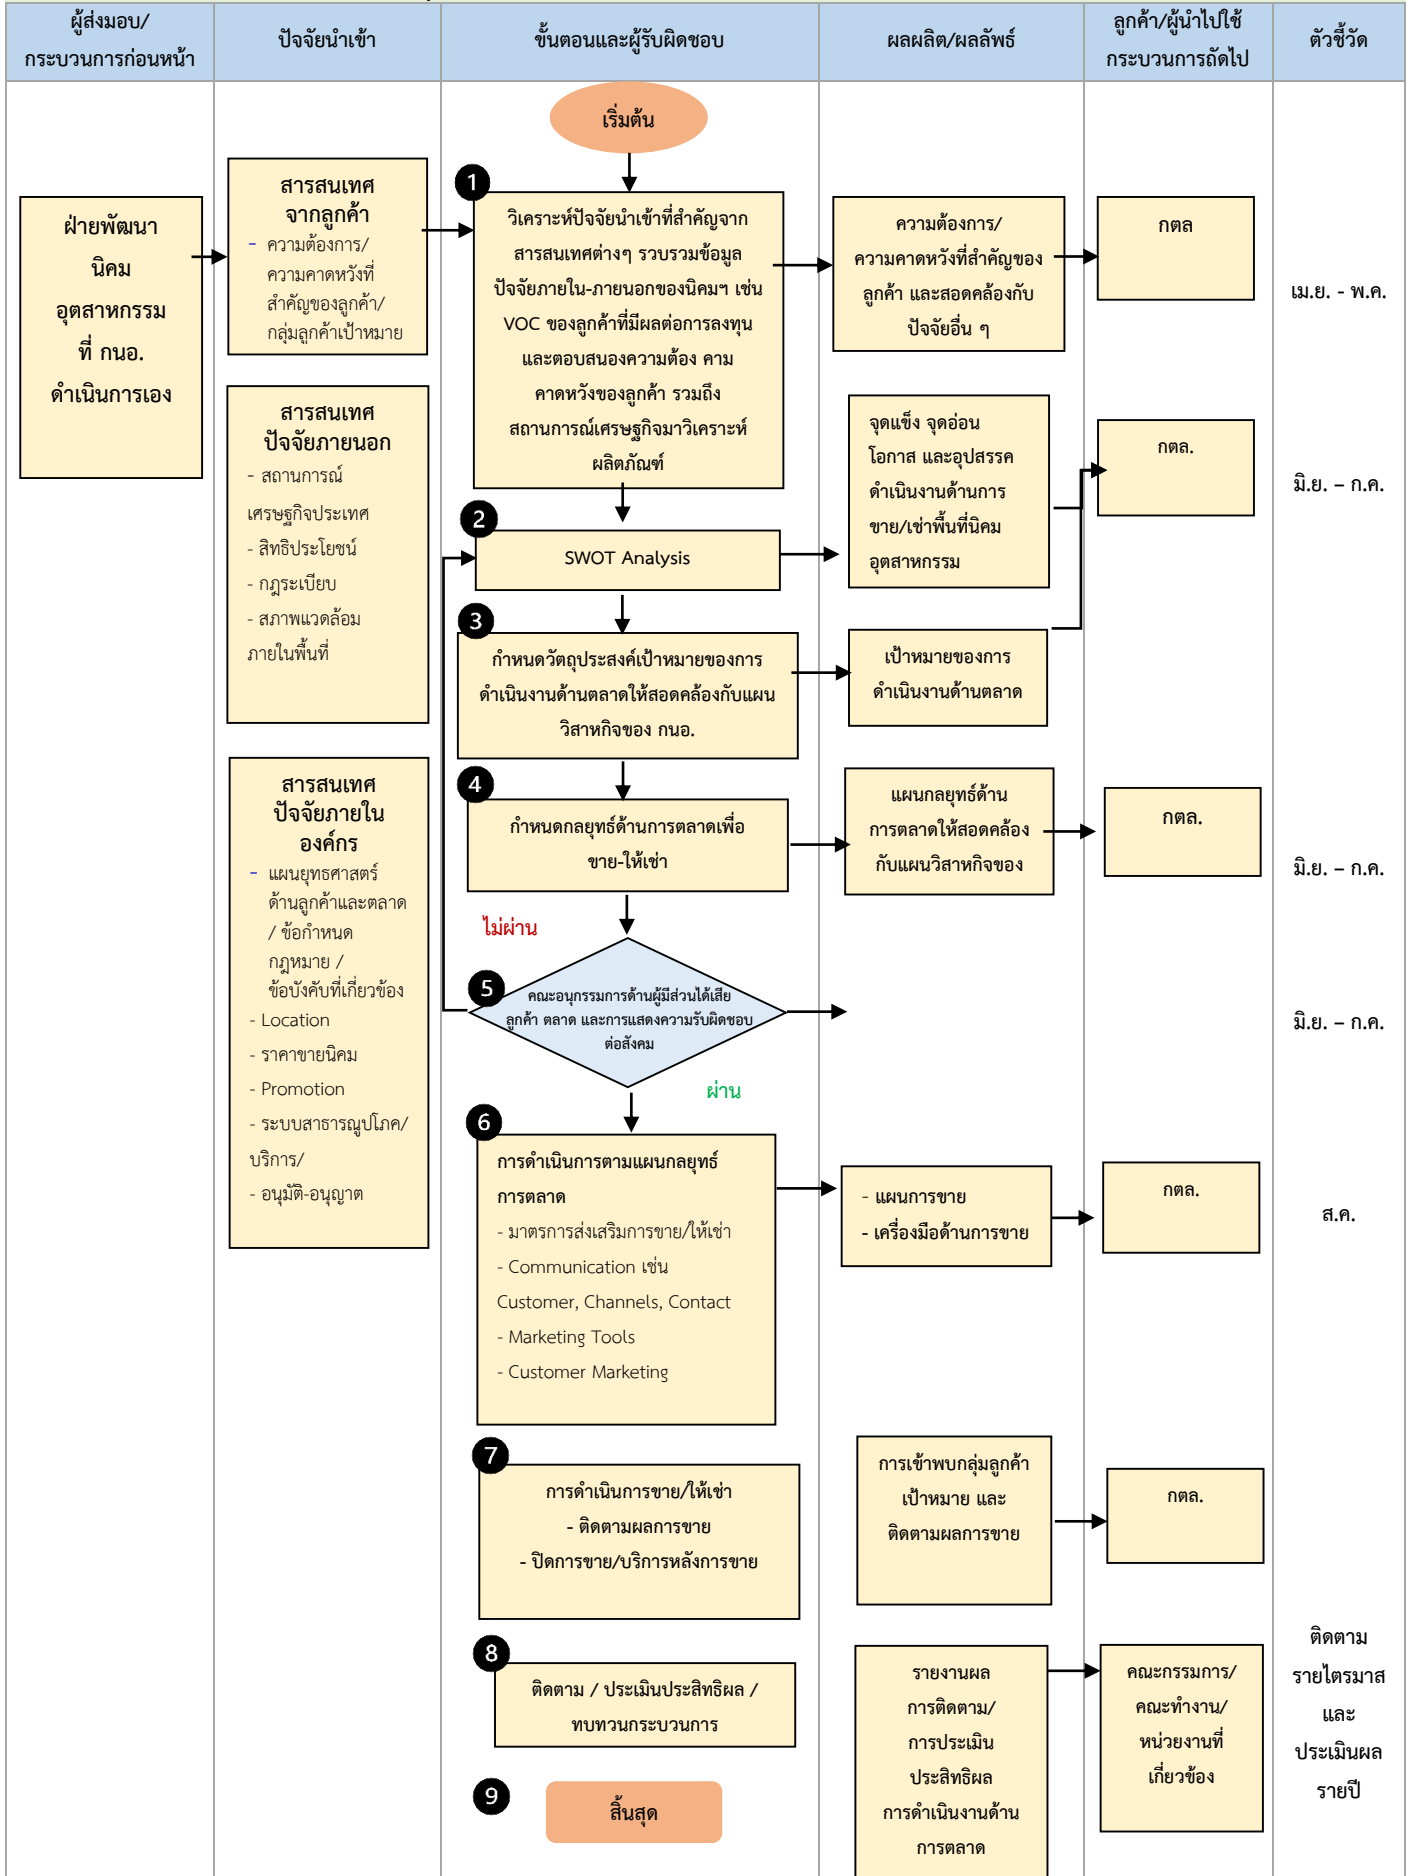 ผู้ส่งมอบ/
กระบวนการก่อนหน้า
ปัจจัยนำเข้า
ขั้นตอนและผู้รับผิดชอบ
ผลผลิต/ผลลัพธ์
ลูกค้า/ผู้นำไปใช้
กระบวนการถัดไป
ตัวชี้วัด
เริ่มต้น
ฝ่ายพัฒนา
นิคม
อุตสาหกรรม
ที่ กนอ.
ดำเนินการเอง
สารสนเทศ
จากลูกค้า
- ความต้องการ/
ความคาดหวังที่
สำคัญของลูกค้า/
กลุ่มลูกค้าเป้าหมาย
1
วิเคราะห์ปัจจัยนำเข้าที่สำคัญจาก
สารสนเทศต่างๆ รวบรวมข้อมูล
ปัจจัยภายใน-ภายนอกของนิคมฯ เช่น
VOC ของลูกค้าที่มีผลต่อการลงทุน
และตอบสนองความต้อง คาม
คาดหวังของลูกค้า รวมถึง
สถานการณ์เศรษฐกิจมาวิเคราะห์
ผลิตภัณฑ์
ความต้องการ/
ความคาดหวังที่สำคัญของ
ลูกค้า และสอดคล้องกับ
ปัจจัยอื่น ๆ
กตล
เม.ย. - พ.ค.
สารสนเทศ
ปัจจัยภายนอก
- สถานการณ์
เศรษฐกิจประเทศ
- สิทธิประโยชน์
- กฎระเบียบ
- สภาพแวดล้อม
ภายในพื้นที่
2
SWOT Analysis
จุดแข็ง จุดอ่อน
โอกาส และอุปสรรค
ดำเนินงานด้านการ
ขาย/เช่าพื้นที่นิคม
อุตสาหกรรม
กตล.
มิ.ย. – ก.ค.
3
กำหนดวัตถุประสงค์เป้าหมายของการ
ดำเนินงานด้านตลาดให้สอดคล้องกับแผน
วิสาหกิจของ กนอ.
เป้าหมายของการ
ดำเนินงานด้านตลาด
สารสนเทศ
ปัจจัยภายใน
องค์กร
- แผนยุทธศาสตร์
ด้านลูกค้าและตลาด
/ ข้อกำหนด
กฎหมาย /
ข้อบังคับที่เกี่ยวข้อง
- Location
- ราคาขายนิคม
- Promotion
- ระบบสาธารณูปโภค/
บริการ/
- อนุมัติ-อนุญาต
4
กำหนดกลยุทธ์ด้านการตลาดเพื่อ
ขาย-ให้เช่า
แผนกลยุทธ์ด้าน
การตลาดให้สอดคล้อง
กับแผนวิสาหกิจของ
กตล.
มิ.ย. – ก.ค.
ไม่ผ่าน
5
คณะอนุกรรมการด้านผู้มีส่วนได้เสีย
ลูกค้า ตลาด และการแสดงความรับผิดชอบ
ต่อสังคม
มิ.ย. – ก.ค.
ผ่าน
6
การดำเนินการตามแผนกลยุทธ์
การตลาด
- มาตรการส่งเสริมการขาย/ให้เช่า
- Communication เช่น
Customer, Channels, Contact
- Marketing Tools
- Customer Marketing
- แผนการขาย
- เครื่องมือด้านการขาย
กตล.
ส.ค.
7
การดำเนินการขาย/ให้เช่า
- ติดตามผลการขาย
- ปิดการขาย/บริการหลังการขาย
การเข้าพบกลุ่มลูกค้า
เป้าหมาย และ
ติดตามผลการขาย
กตล.
8
ติดตาม / ประเมินประสิทธิผล /
ทบทวนกระบวนการ
รายงานผล
การติดตาม/
การประเมิน
ประสิทธิผล
การดำเนินงานด้าน
การตลาด
คณะกรรมการ/
คณะทำงาน/
หน่วยงานที่
เกี่ยวข้อง
ติดตาม
รายไตรมาส
และ
ประเมินผล
รายปี
9
สิ้นสุด